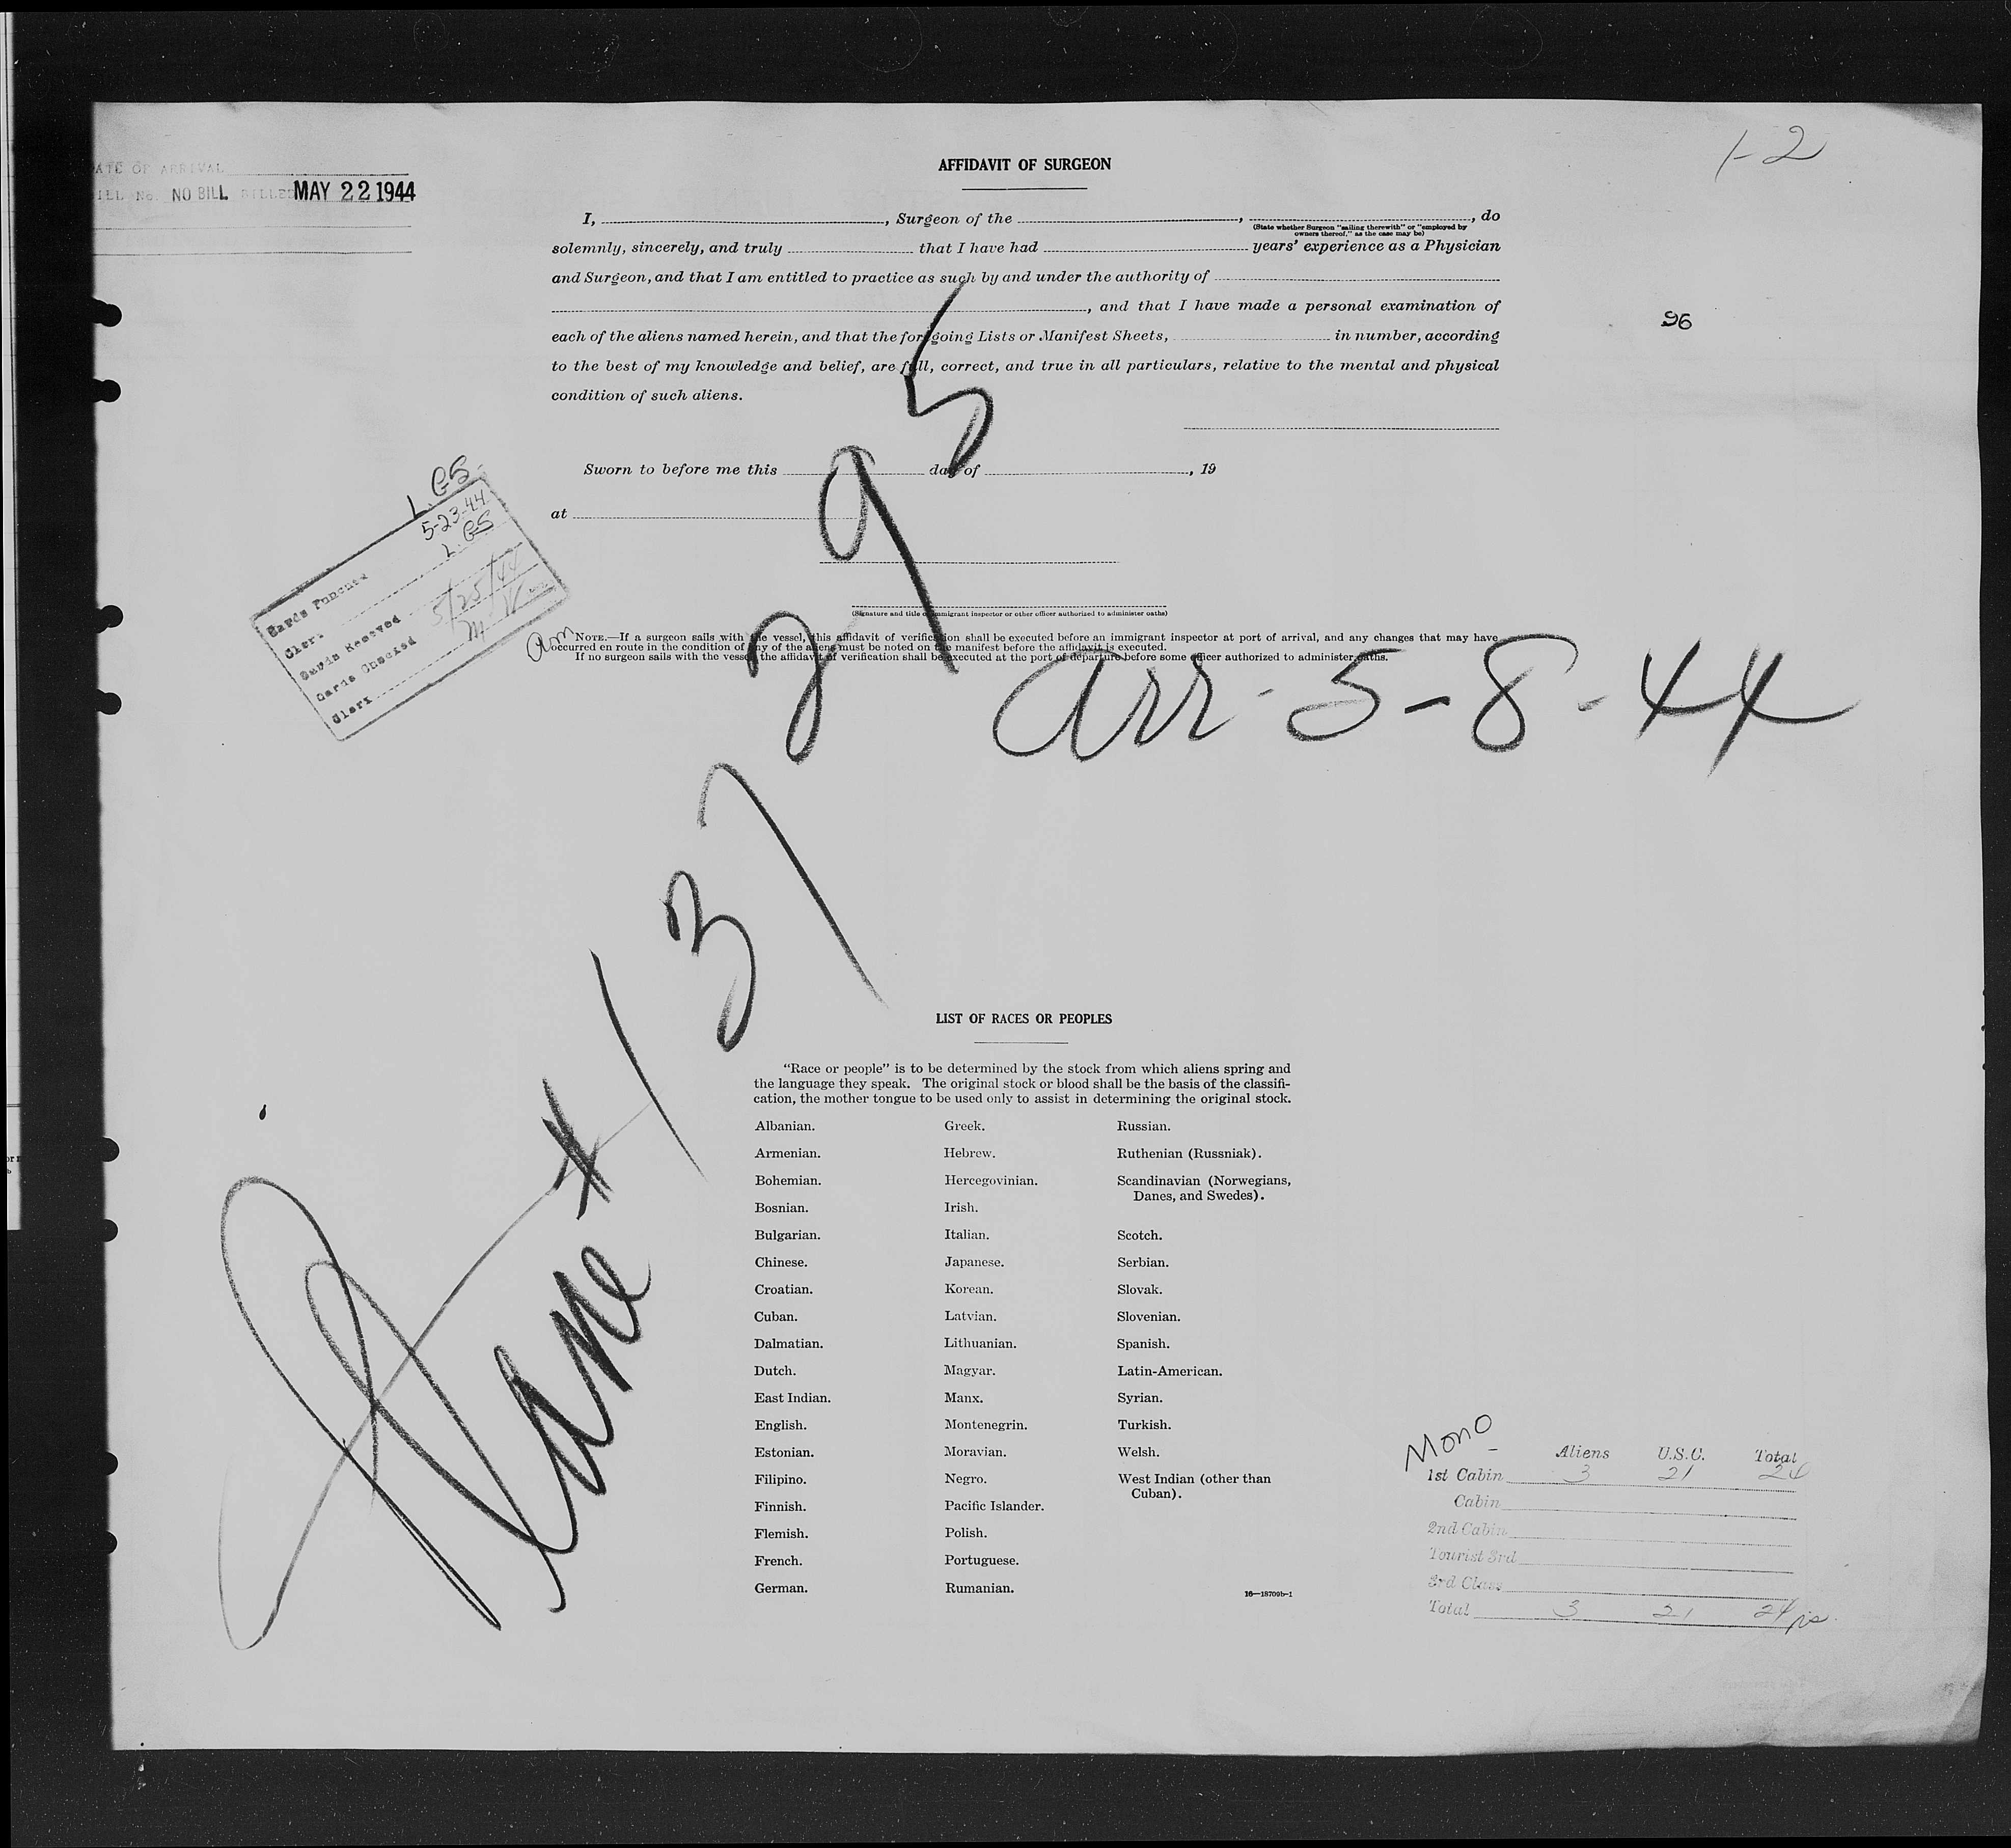 1-2
DATE OF ARRIVAL
BILL No. NO BILL BILLED MAY 22 1944
AFFIDAVIT OF SURGEON
I, , Surgeon of the , , do
(State whether Surgeon "sailing therewith" or "employed by
owners thereof," as the case may be)
solemnly, sincerely, and truly that I have had years' experience as a Physician
and Surgeon, and that I am entitled to practice as such by and under the authority of
, and that I have made a personal examination of
96
each of the aliens named herein, and that the foregoing Lists or Manifest Sheets, in number, according
to the best of my knowledge and belief, are full, correct, and true in all particulars, relative to the mental and physical
condition of such aliens.
Sworn to before me this day of , 19
at
(Signature and title of immigrant inspector or other officer authorized to administer oaths)
NOTE.—If a surgeon sails with the vessel, this affidavit of verification shall be executed before an immigrant inspector at port of arrival, and any changes that may have
occurred en route in the condition of any of the aliens must be noted on the manifest before the affidavit is executed.
If no surgeon sails with the vessel the affidavit of verification shall be executed at the port of departure before some officer authorized to administer oaths.
L. GS.
5-23-44
Cards Punched L. GS
Clerk
Cards Received 5/25/44
Cards Checked
Clerk
am
arr - 5-8-44
Plane #137295
LIST OF RACES OR PEOPLES
"Race or people" is to be determined by the stock from which aliens spring and
the language they speak. The original stock or blood shall be the basis of the classifi-
cation, the mother tongue to be used only to assist in determining the original stock.
Albanian.
Armenian.
Bohemian.
Bosnian.
Bulgarian.
Chinese.
Croatian.
Cuban.
Dalmatian.
Dutch.
East Indian.
English.
Estonian.
Filipino.
Finnish.
Flemish.
French.
German.
Greek.
Hebrew.
Hercegovinian.
Irish.
Italian.
Japanese.
Korean.
Latvian.
Lithuanian.
Magyar.
Manx.
Montenegrin.
Moravian.
Negro.
Pacific Islander.
Polish.
Portuguese.
Rumanian.
Russian.
Ruthenian (Russniak).
Scandinavian (Norwegians,
Danes, and Swedes).
Scotch.
Serbian.
Slovak.
Slovenian.
Spanish.
Latin-American.
Syrian.
Turkish.
Welsh.
West Indian (other than
Cuban).
16—18709b-1
Mono
Aliens U.S.C. Total
1st Cabin 3 21 24
Cabin
2nd Cabin
Tourist 3rd
3rd Class
Total 3 21 24